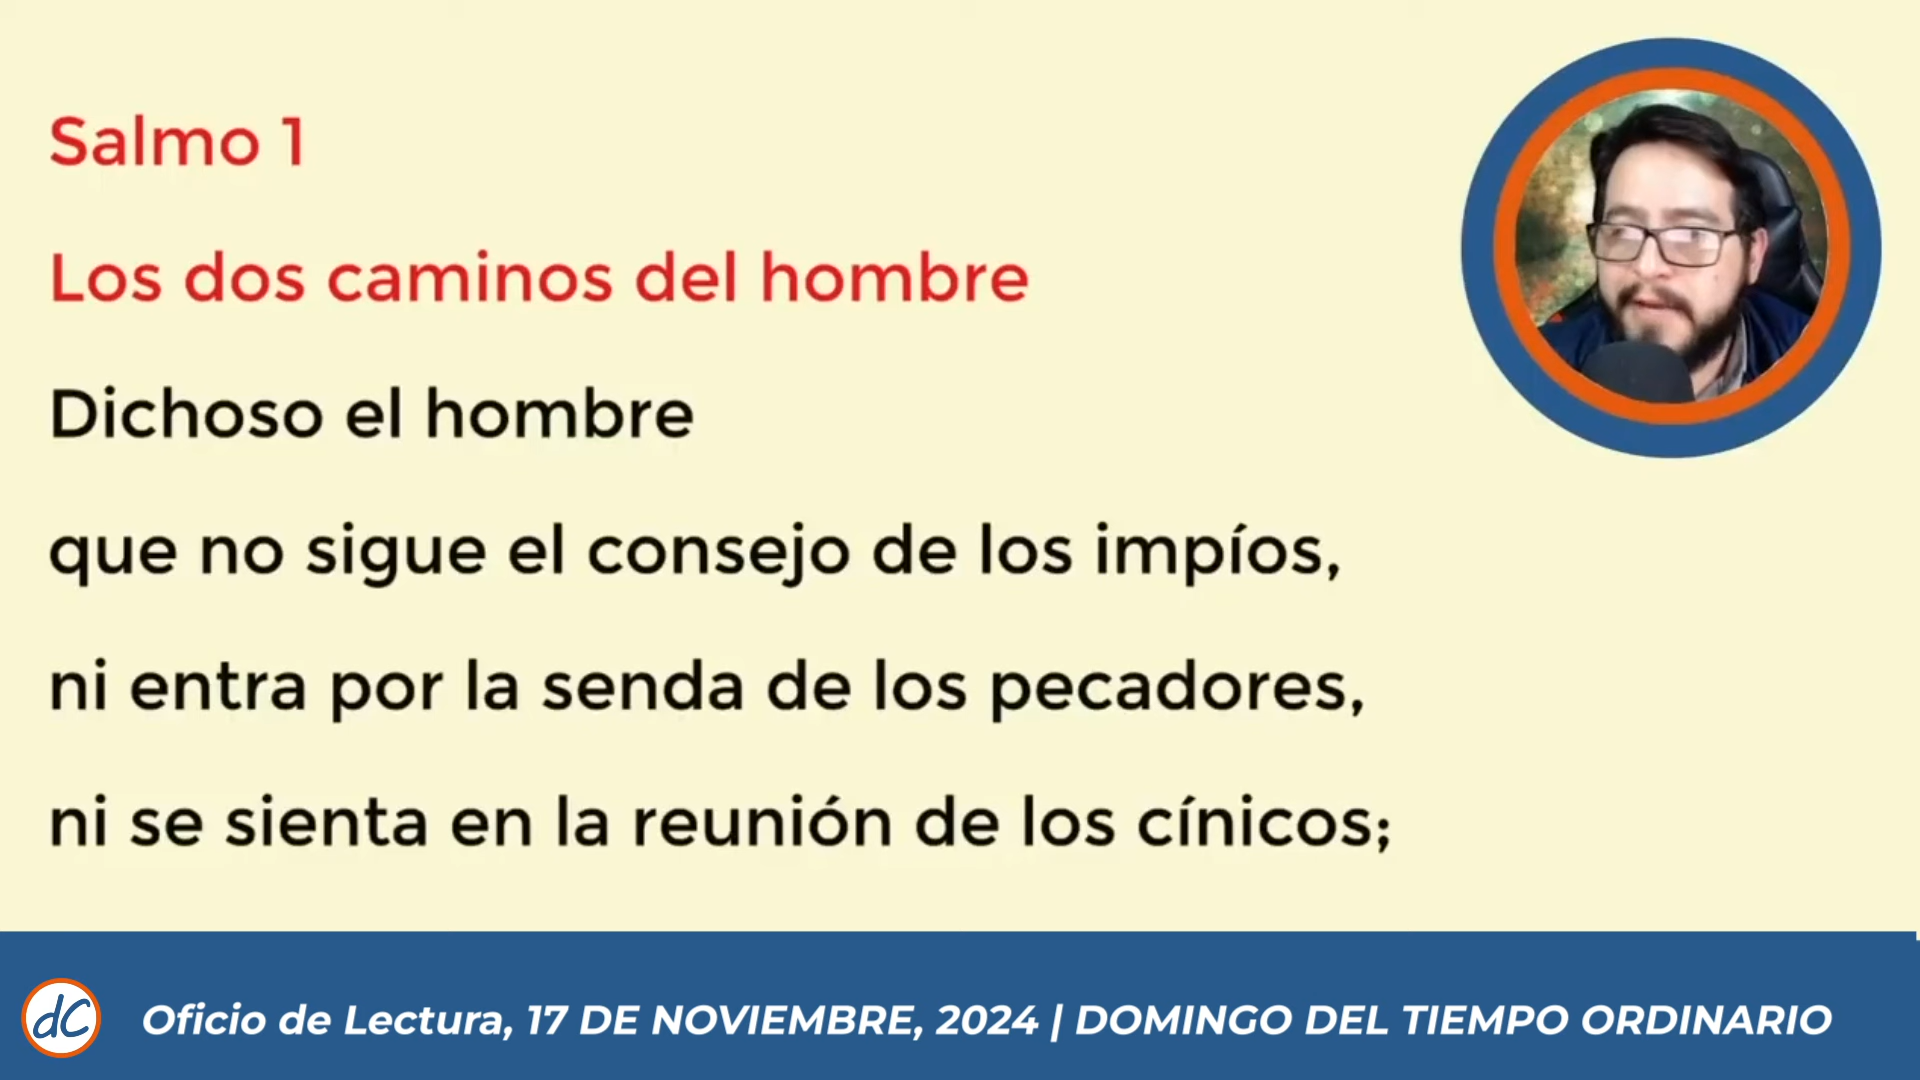 Salmo 1
Los dos caminos del hombre
Dichoso el hombre
que no sigue el consejo de los impíos,
ni entra por la senda de los pecadores,
ni se sienta en la reunión de los cínicos;
dC Oficio de Lectura, 17 DE NOVIEMBRE, 2024 | DOMINGO DEL TIEMPO ORDINARIO